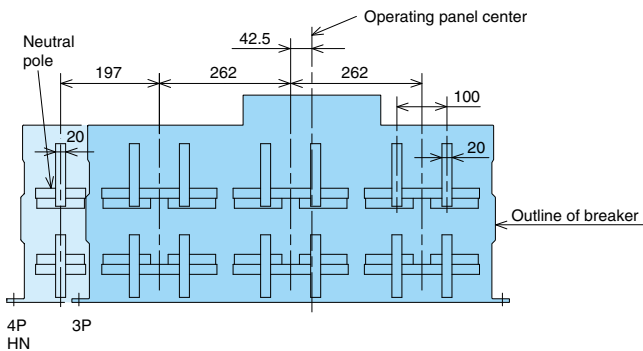 Operating panel center
Neutral
pole
42.5
197
262
262
100
20
20
Outline of breaker
4P
HN
3P